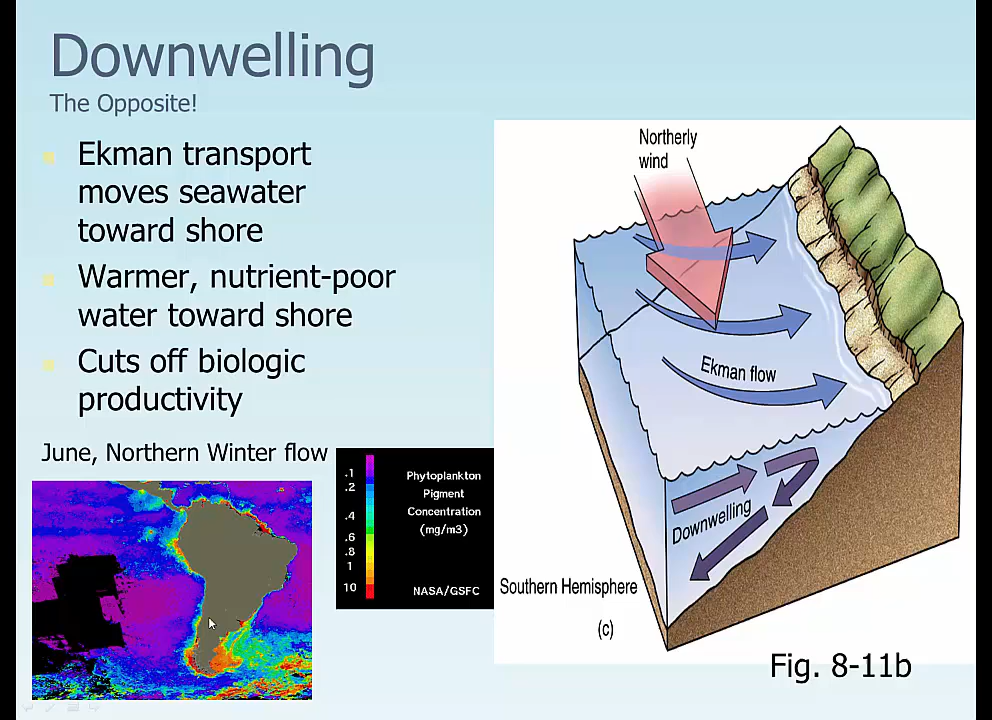 Downwelling
The Opposite!
Ekman transport
moves seawater
toward shore
Warmer, nutrient-poor
water toward shore
Cuts off biologic
productivity
June, Northern Winter flow
.1
.2
.4
.6
.8
1
10
Phytoplankton
Pigment
Concentration
(mg/m3)
NASA/GSFC
Northerly
wind
Ekman flow
Downwelling
Southern Hemisphere
(c)
Fig. 8-11b